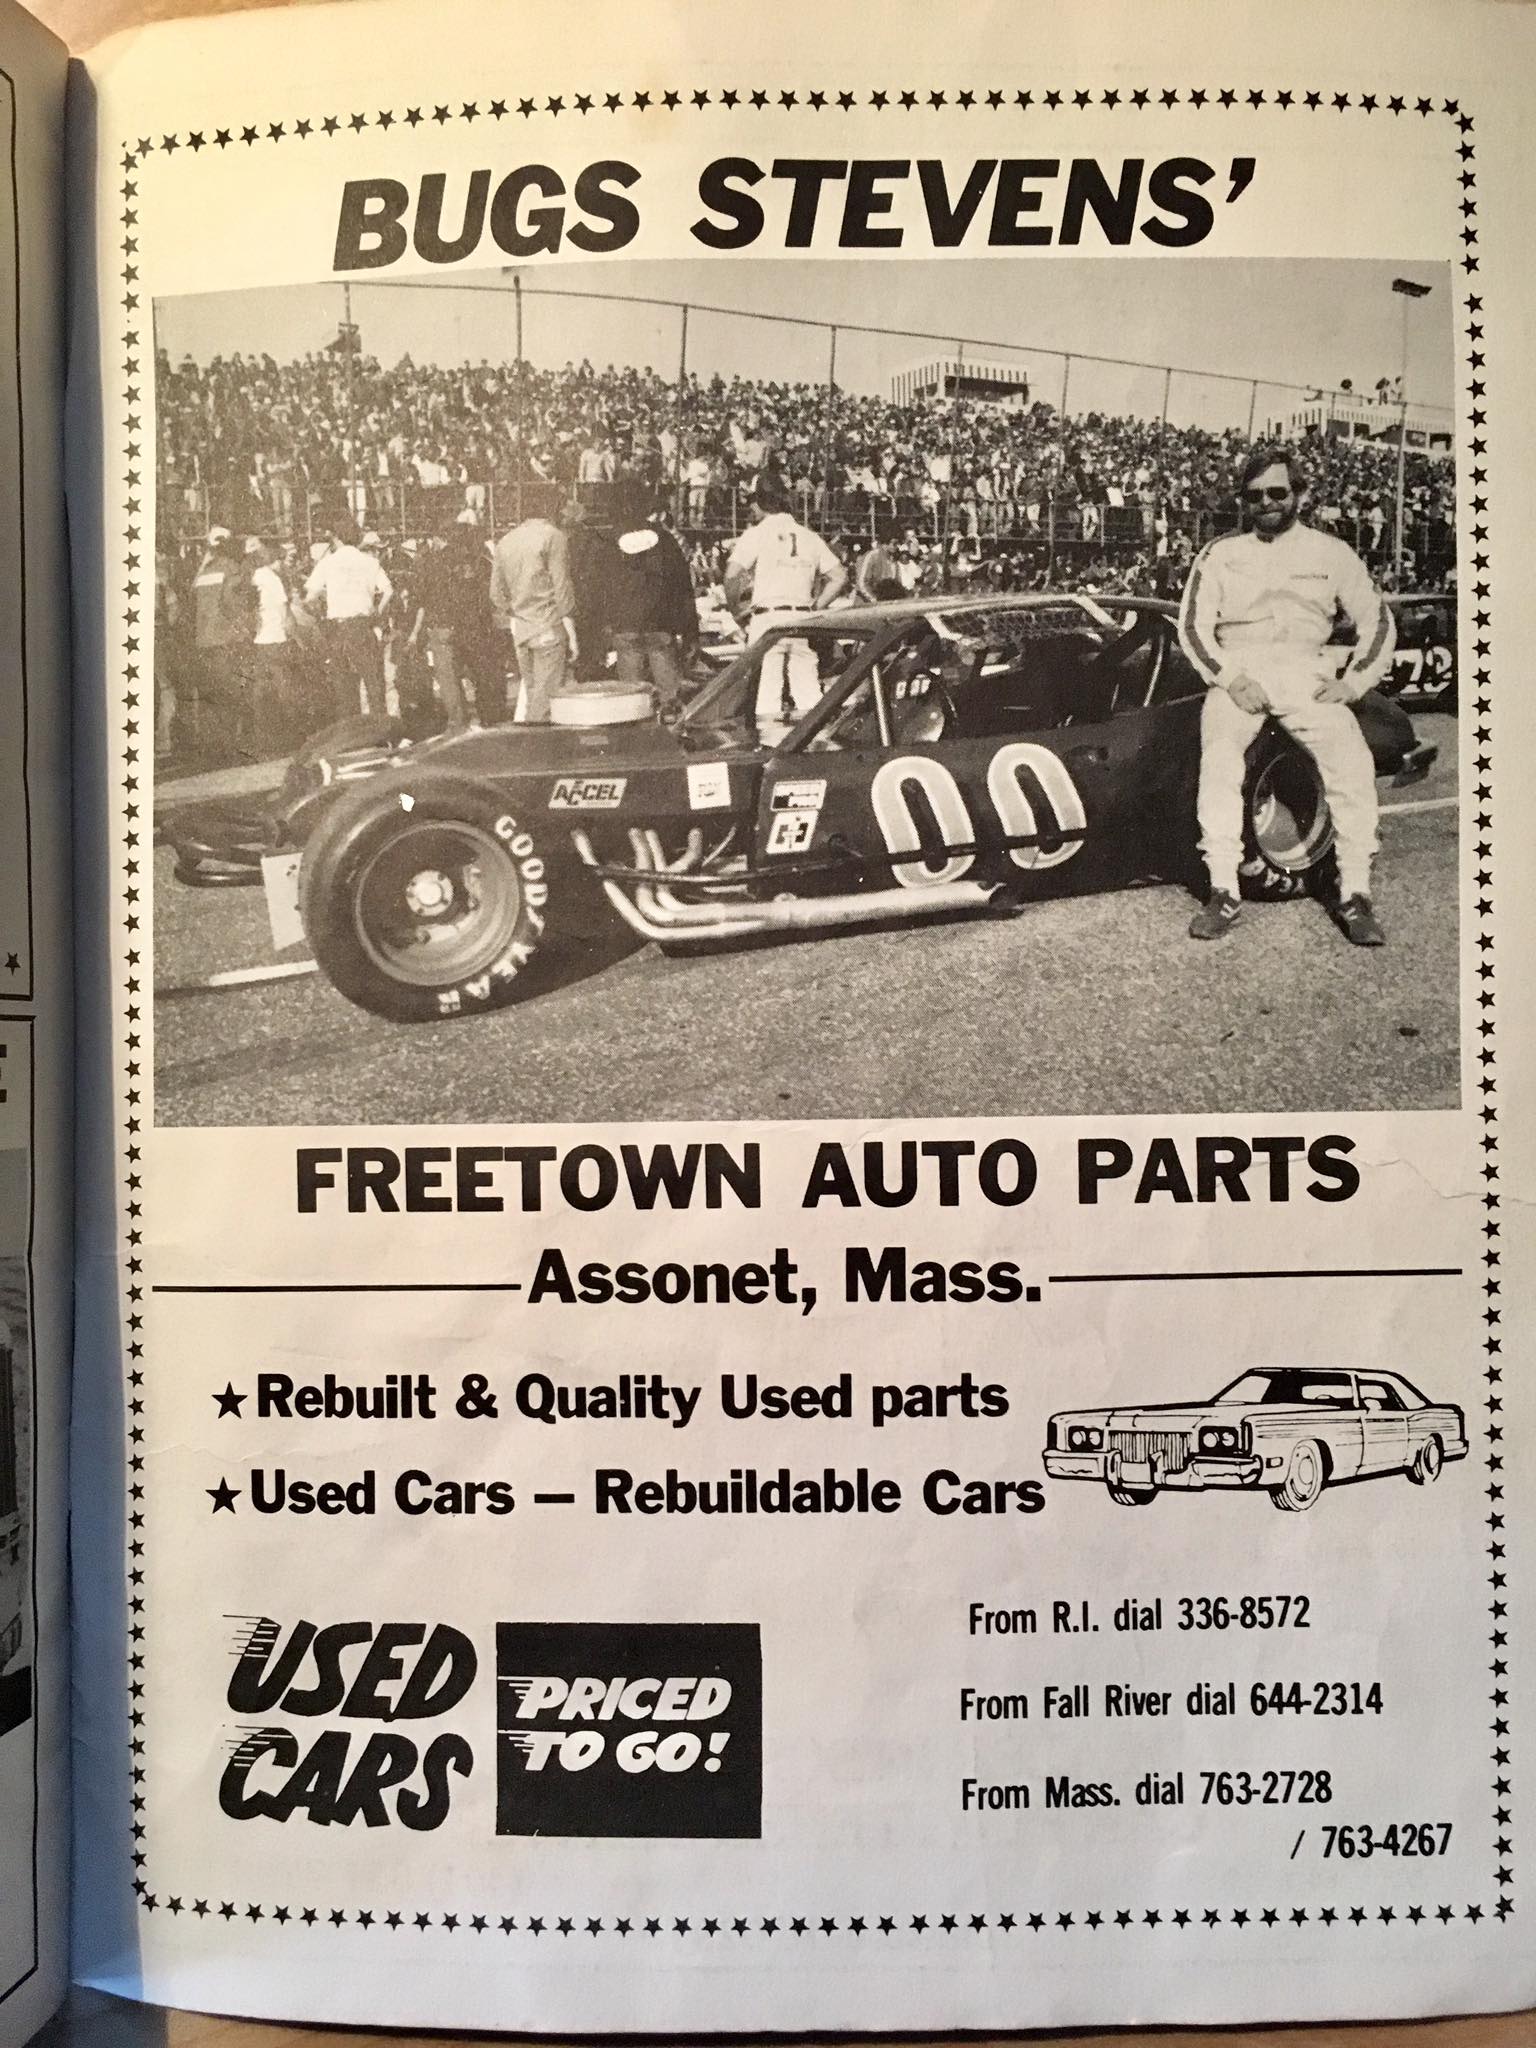 BUGS STEVENS'
#1
72
ACCEL
00
GOODYEAR
FREETOWN AUTO PARTS
Assonet, Mass.
★Rebuilt & Quality Used parts
★Used Cars – Rebuildable Cars
USED
CARS
PRICED
TO GO!
From R.I. dial 336-8572
From Fall River dial 644-2314
From Mass. dial 763-2728
/ 763-4267